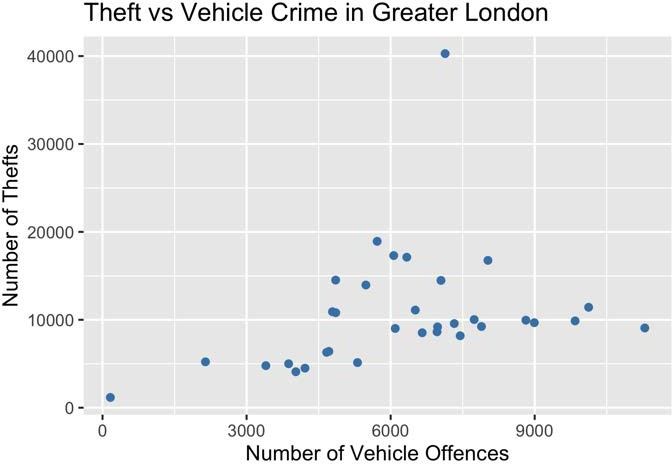 Theft vs Vehicle Crime in Greater London
40000
30000
20000
10000
0
Number of Thefts
0 3000 6000 9000
Number of Vehicle Offences